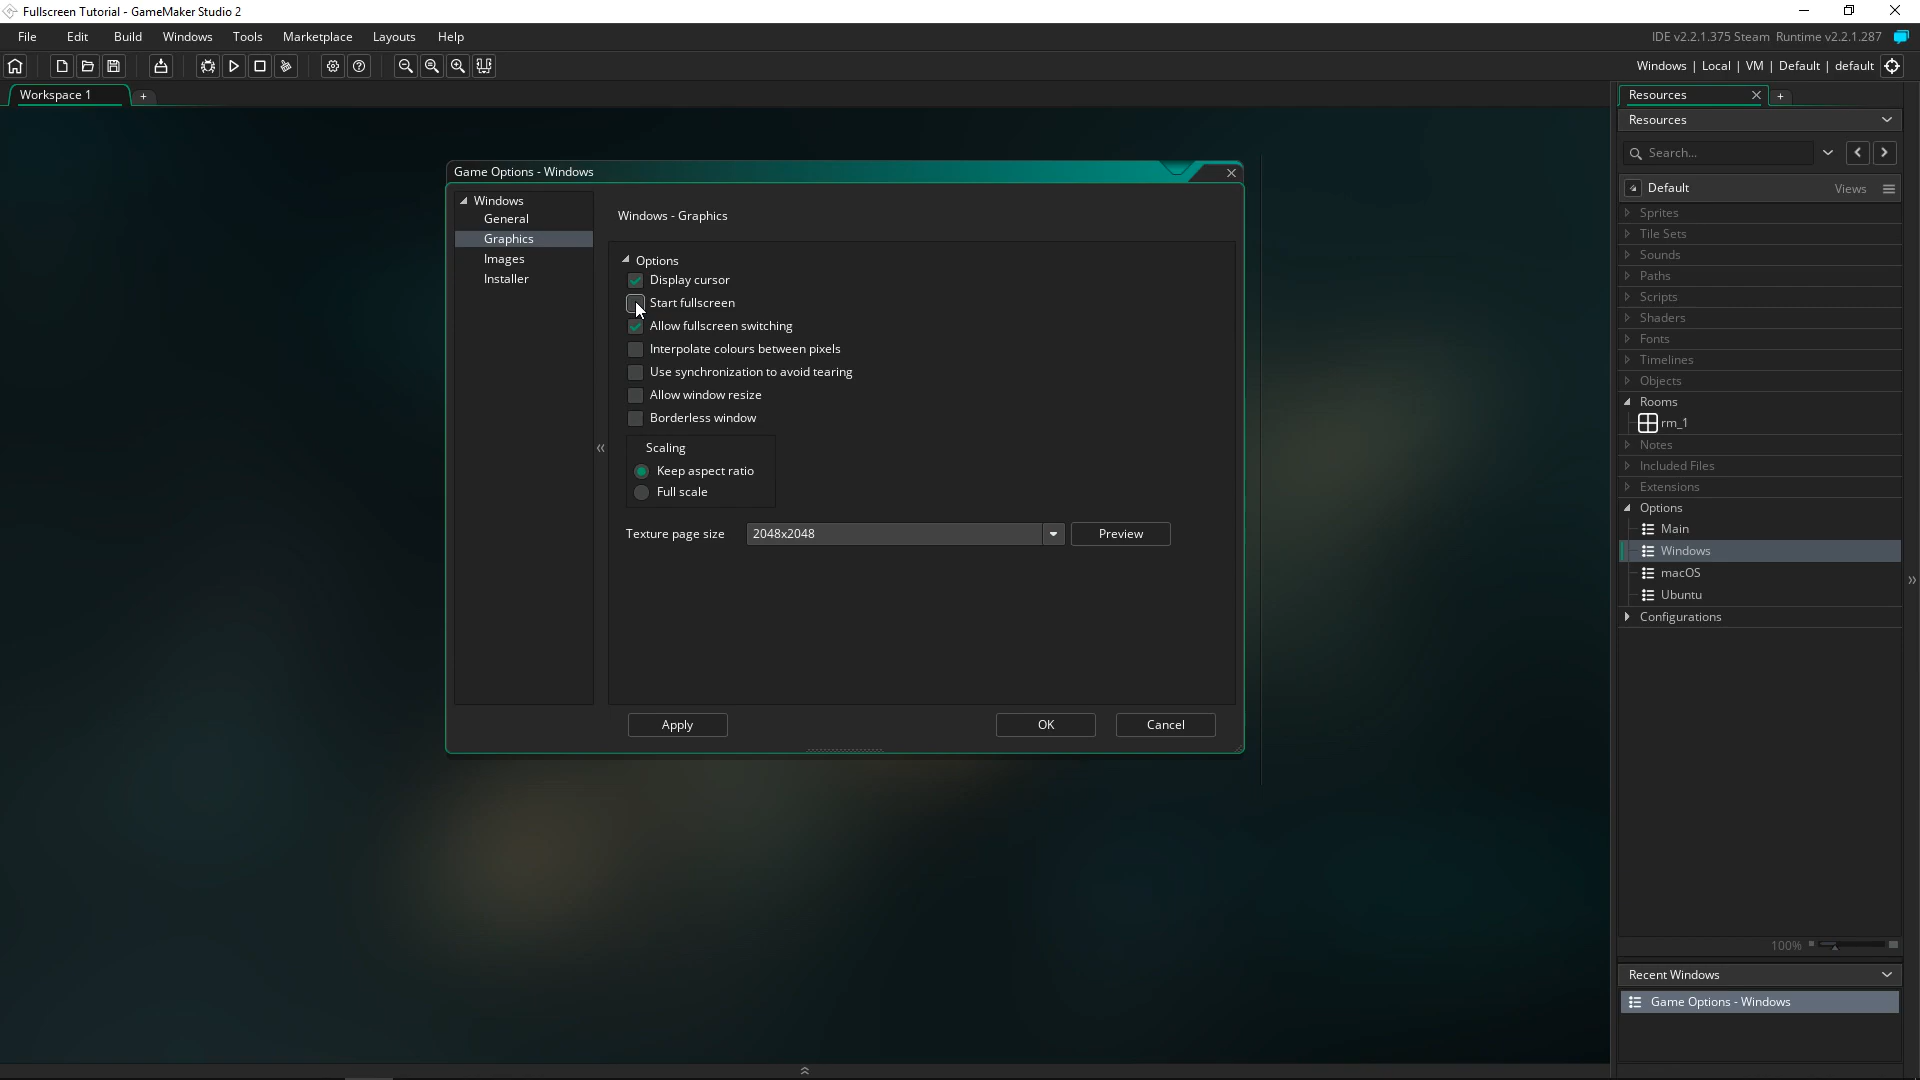 Fullscreen Tutorial - GameMaker Studio 2
File Edit Build Windows Tools Marketplace Layouts Help
IDE v2.2.1.375 Steam Runtime v2.2.1.287
Windows | Local | VM | Default | default
Workspace 1 +
Resources +
Resources
Search...
Default Views
Sprites
Tile Sets
Sounds
Paths
Scripts
Shaders
Fonts
Timelines
Objects
Rooms
rm_1
Notes
Included Files
Extensions
Options
Main
Windows
macOS
Ubuntu
Configurations
100%
Recent Windows
Game Options - Windows
Game Options - Windows
Windows
General
Graphics
Images
Installer
Windows - Graphics
Options
Display cursor
Start fullscreen
Allow fullscreen switching
Interpolate colours between pixels
Use synchronization to avoid tearing
Allow window resize
Borderless window
Scaling
Keep aspect ratio
Full scale
Texture page size 2048x2048 Preview
Apply OK Cancel